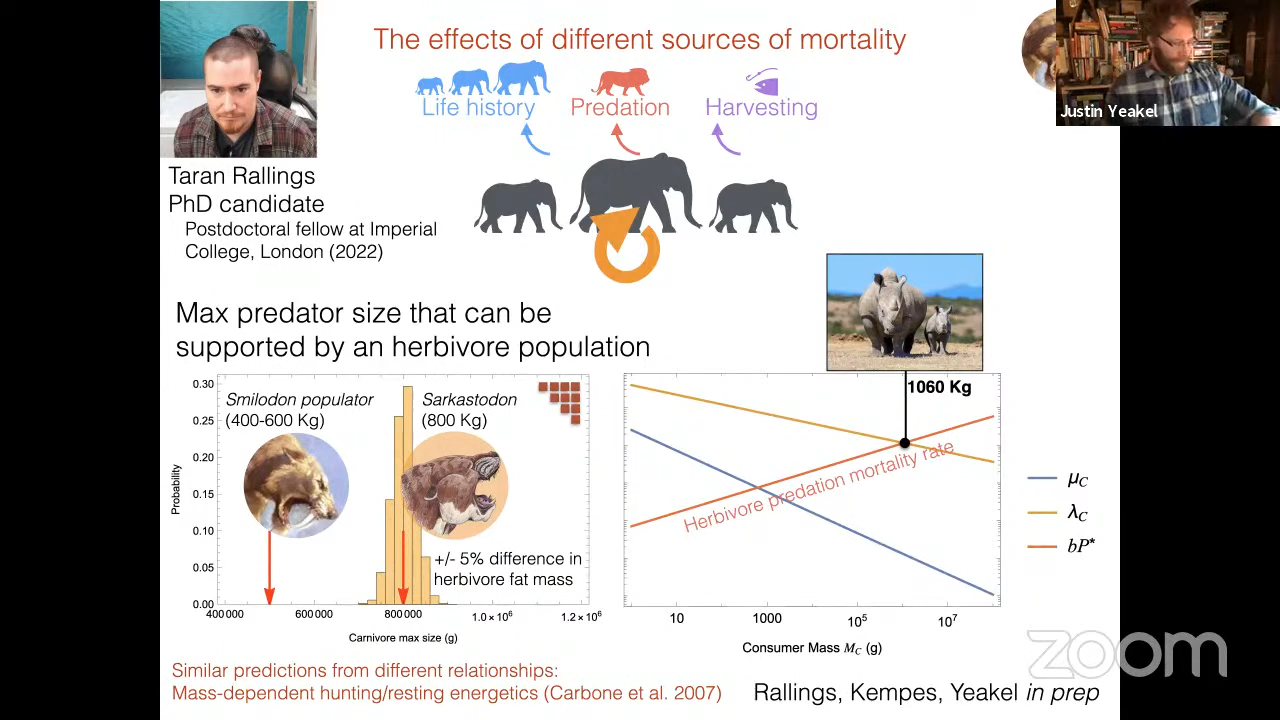 The effects of different sources of mortality
Life history
Predation
Harvesting
Justin Yeakel
Taran Rallings
PhD candidate
Postdoctoral fellow at Imperial
College, London (2022)
Max predator size that can be
supported by an herbivore population
1060 Kg
0.30
0.25
0.20
0.15
0.10
0.05
0.00
Probability
Smilodon populator
(400-600 Kg)
Sarkastodon
(800 Kg)
+/- 5% difference in
herbivore fat mass
400 000
600 000
800 000
1.0 × 10⁶
1.2 × 10⁶
Carnivore max size (g)
Herbivore predation mortality rate
10
1000
10⁵
10⁷
Consumer Mass M_C (g)
μ_C
λ_C
bP*
zoom
Similar predictions from different relationships:
Mass-dependent hunting/resting energetics (Carbone et al. 2007)
Rallings, Kempes, Yeakel in prep